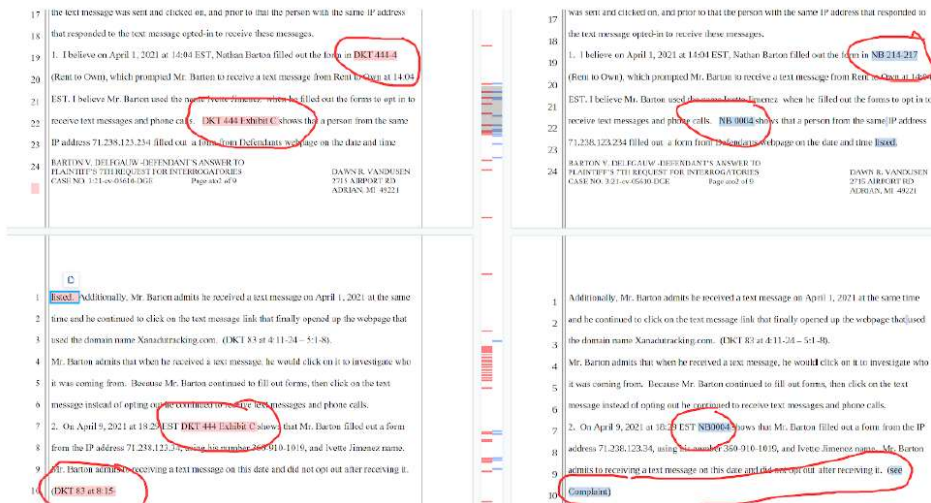 17 the text message was sent and clicked on, and prior to that the person with the same IP address
18 that responded to the text message opted-in to receive these messages.
19 1. I believe on April 1, 2021 at 14:04 EST, Nathan Barton filled out the form in DKT 444-4
20 (Rent to Own), which prompted Mr. Barton to receive a text message from Rent to Own at 14:04
21 EST. I believe Mr. Barton used the name Ivette Jimenez when he filled out the forms to opt in to
22 receive text messages and phone calls. DKT 444 Exhibit C shows that a person from the same
23 IP address 71.238.123.234 filled out a form from Defendants webpage on the date and time
24
BARTON V. DELFGAUW -DEFENDANT'S ANSWER TO
PLAINTIFF'S 7TH REQUEST FOR INTERROGATORIES
CASE NO. 3:21-cv-05610-DGE Page 2 of 9
DAWN R. VANDUSEN
2715 AIRPORT RD
ADRIAN, MI 49221
1 listed. Additionally, Mr. Barton admits he received a text message on April 1, 2021 at the same
2 time and he continued to click on the text message link that finally opened up the webpage that
3 used the domain name Xanadutracking.com. (DKT 83 at 4:11-24 – 5:1-8).
4 Mr. Barton admits that when he received a text message, he would click on it to investigate who
5 it was coming from. Because Mr. Barton continued to fill out forms, then click on the text
6 message instead of opting out he continued to receive text messages and phone calls.
7 2. On April 9, 2021 at 18:29 EST DKT 444 Exhibit C shows that Mr. Barton filled out a form
8 from the IP address 71.238.123.34, using his number 360-910-1019, and Ivette Jimenez name.
9 Mr. Barton admits to receiving a text message on this date and did not opt out after receiving it.
10 (DKT 83 at 8:15-
17 was sent and clicked on, and prior to that the person with the same IP address that responded to
18 the text message opted-in to receive these messages.
19 1. I believe on April 1, 2021 at 14:04 EST, Nathan Barton filled out the form in NB 214-217
20 (Rent to Own), which prompted Mr. Barton to receive a text message from Rent to Own at 14:04
21 EST. I believe Mr. Barton used the name Ivette Jimenez when he filled out the forms to opt in to
22 receive text messages and phone calls. NB 0004 shows that a person from the same IP address
23 71.238.123.234 filled out a form from Defendants webpage on the date and time listed.
24
BARTON V. DELFGAUW -DEFENDANT'S ANSWER TO
PLAINTIFF'S 7TH REQUEST FOR INTERROGATORIES
CASE NO. 3:21-cv-05610-DGE Page 2 of 9
DAWN R. VANDUSEN
2715 AIRPORT RD
ADRIAN, MI 49221
1 Additionally, Mr. Barton admits he received a text message on April 1, 2021 at the same time
2 and he continued to click on the text message link that finally opened up the webpage that used
3 the domain name Xanadutracking.com. (DKT 83 at 4:11-24 – 5:1-8).
4 Mr. Barton admits that when he received a text message, he would click on it to investigate who
5 it was coming from. Because Mr. Barton continued to fill out forms, then click on the text
6 message instead of opting out he continued to receive text messages and phone calls.
7 2. On April 9, 2021 at 18:29 EST NB0004 shows that Mr. Barton filled out a form from the IP
8 address 71.238.123.34, using his number 360-910-1019, and Ivette Jimenez name. Mr. Barton
9 admits to receiving a text message on this date and did not opt out after receiving it. (see
10 Complaint)